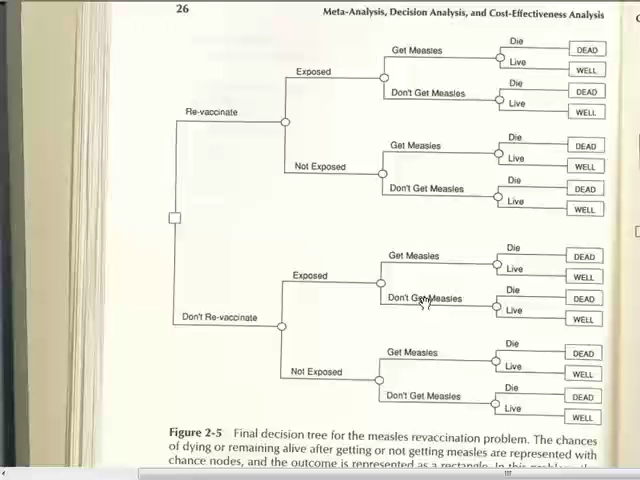 26
Meta-Analysis, Decision Analysis, and Cost-Effectiveness Analysis
Die
Get Measles
DEAD
Live
WELL
Exposed
Die
Don't Get Measles
DEAD
Live
WELL
Re-vaccinate
Die
Get Measles
DEAD
Live
WELL
Not Exposed
Die
Don't Get Measles
DEAD
Live
WELL
Die
Get Measles
DEAD
Live
WELL
Exposed
Die
Don't Get Measles
DEAD
Live
WELL
Don't Re-vaccinate
Die
Get Measles
DEAD
Live
WELL
Not Exposed
Die
Don't Get Measles
DEAD
Live
WELL
Figure 2-5 Final decision tree for the measles revaccination problem. The chances
of dying or remaining alive after getting or not getting measles are represented with
chance nodes, and the outcome is represented as a rectangle. In this problem, the